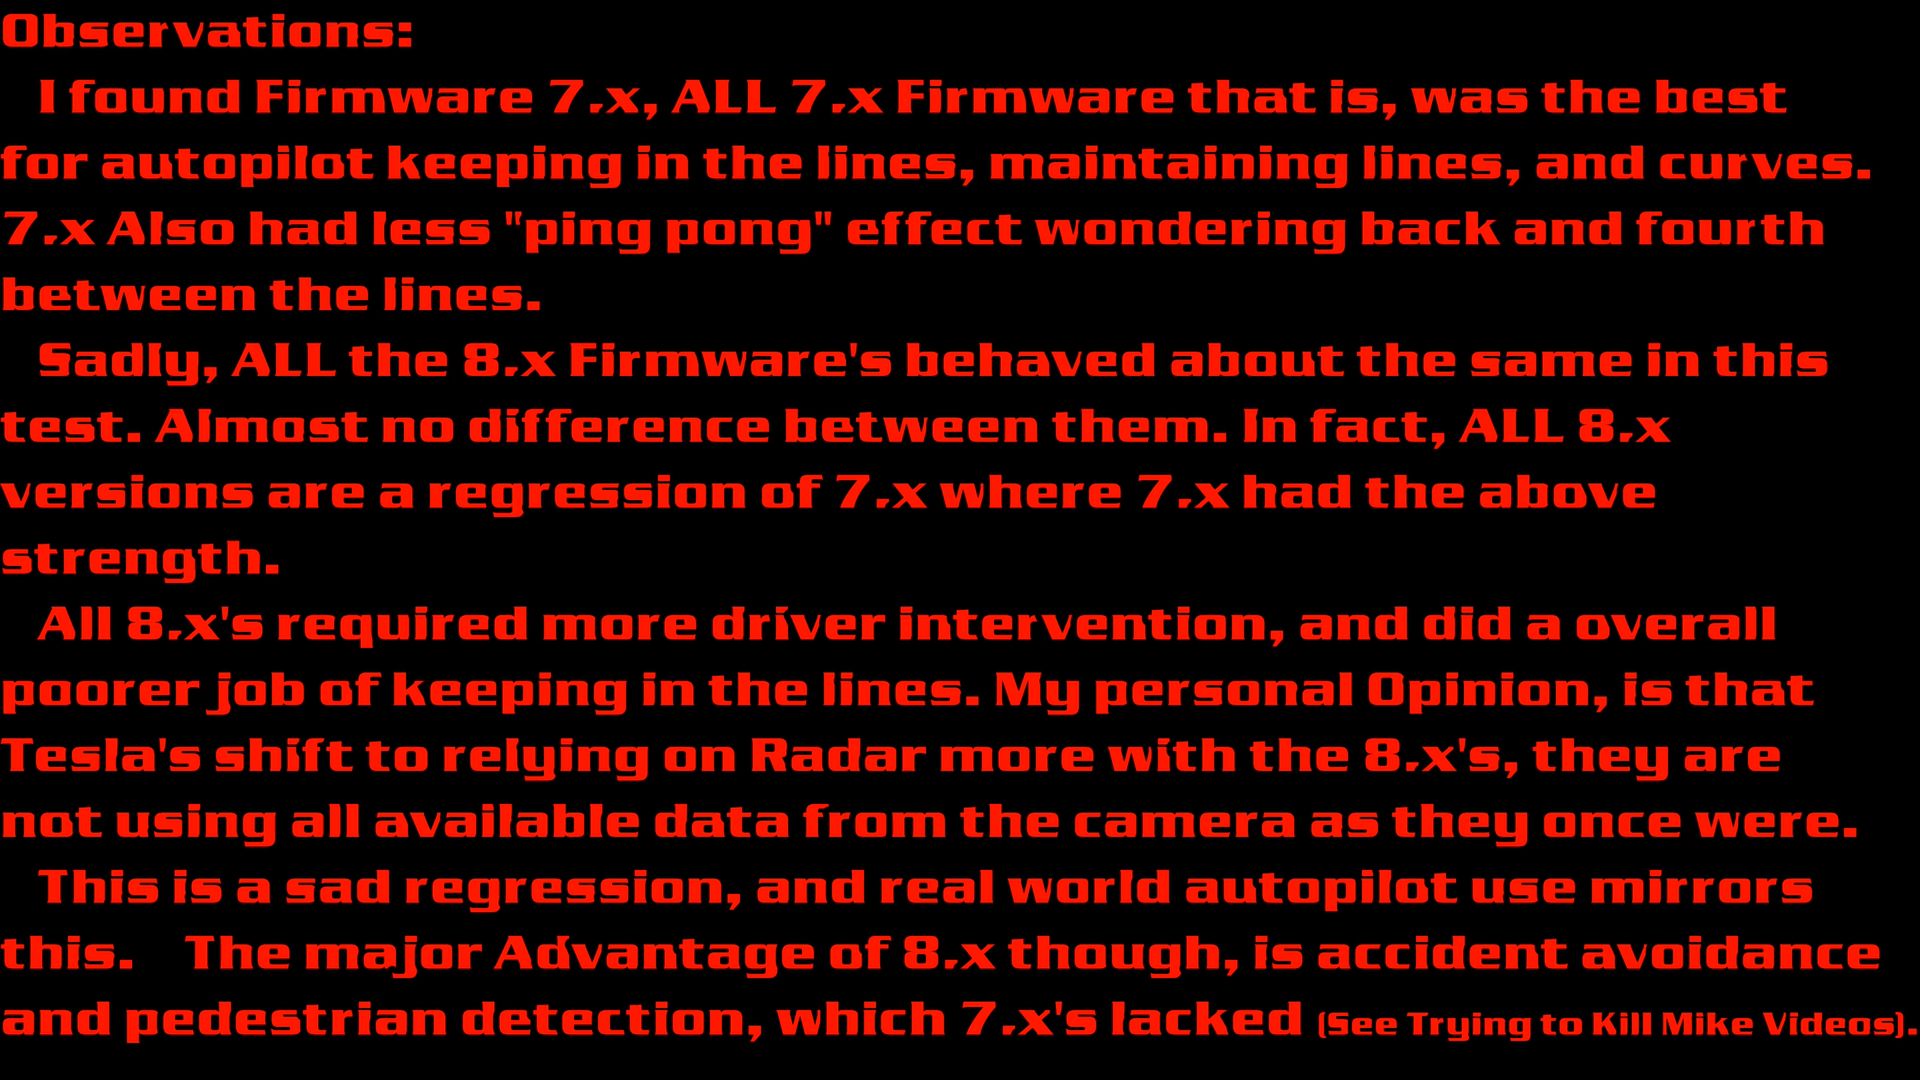 Observations:
I found Firmware 7.x, ALL 7.x Firmware that is, was the best
for autopilot keeping in the lines, maintaining lines, and curves.
7.x Also had less "ping pong" effect wondering back and fourth
between the lines.
Sadly, ALL the 8.x Firmware's behaved about the same in this
test. Almost no difference between them. In fact, ALL 8.x
versions are a regression of 7.x where 7.x had the above
strength.
All 8.x's required more driver intervention, and did a overall
poorer job of keeping in the lines. My personal Opinion, is that
Tesla's shift to relying on Radar more with the 8.x's, they are
not using all available data from the camera as they once were.
This is a sad regression, and real world autopilot use mirrors
this. The major Advantage of 8.x though, is accident avoidance
and pedestrian detection, which 7.x's lacked (See Trying to Kill Mike Videos).